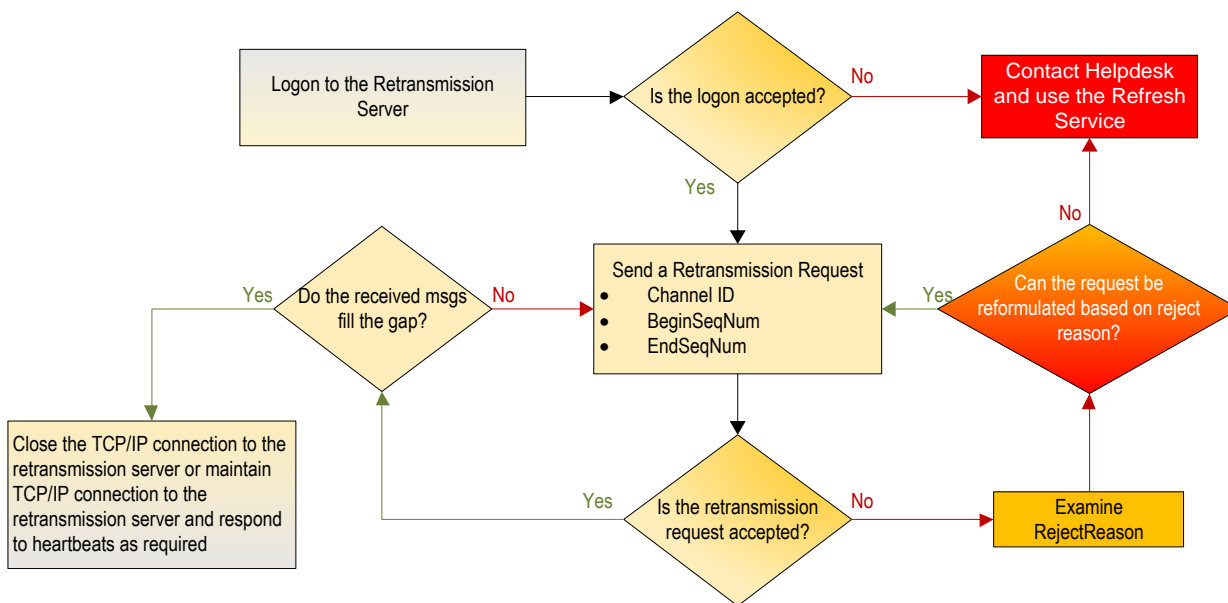 Logon to the Retransmission
Server
Is the logon accepted?
No
Contact Helpdesk
and use the Refresh
Service
Yes
No
Send a Retransmission Request
• Channel ID
• BeginSeqNum
• EndSeqNum
Yes
Do the received msgs
fill the gap?
No
Yes
Can the request be
reformulated based on reject
reason?
Close the TCP/IP connection to the
retransmission server or maintain
TCP/IP connection to the
retransmission server and respond
to heartbeats as required
Yes
Is the retransmission
request accepted?
No
Examine
RejectReason